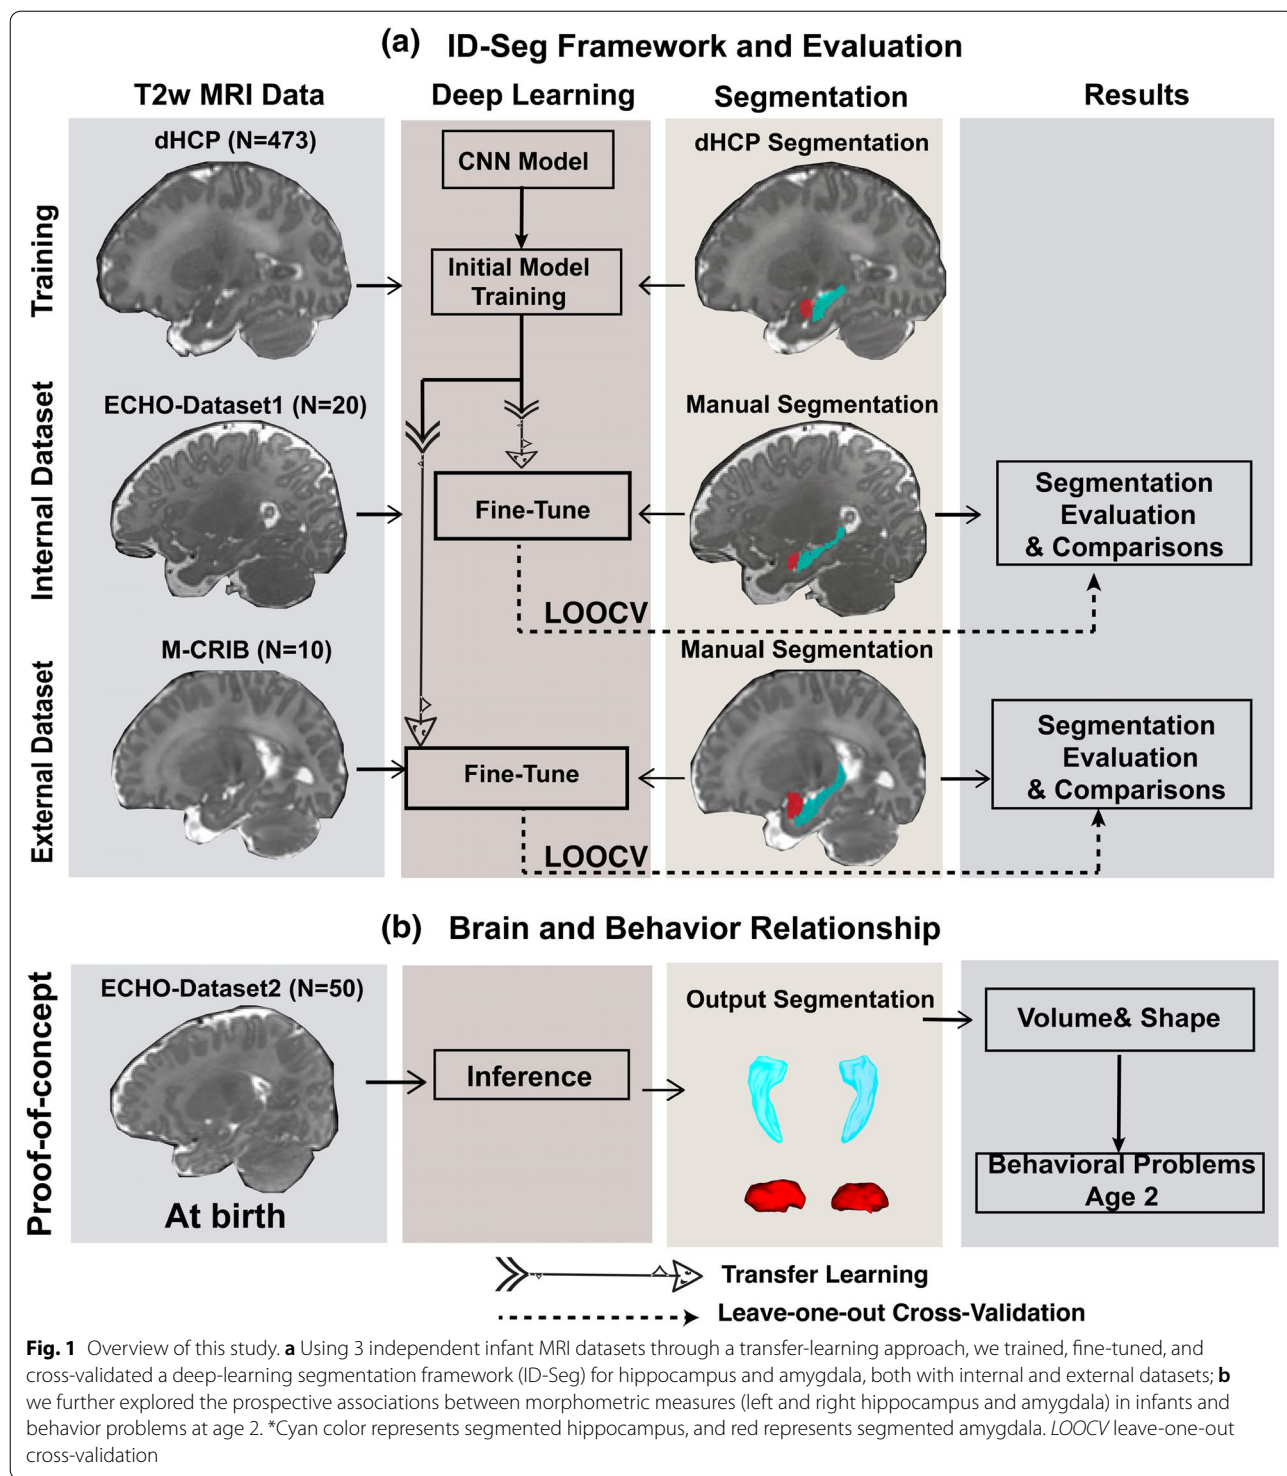 (a) ID-Seg Framework and Evaluation
T2w MRI Data
Deep Learning
Segmentation
Results
Training
dHCP (N=473)
CNN Model
Initial Model
Training
dHCP Segmentation
Internal Dataset
ECHO-Dataset1 (N=20)
Fine-Tune
Manual Segmentation
Segmentation
Evaluation
& Comparisons
LOOCV
External Dataset
M-CRIB (N=10)
Fine-Tune
Manual Segmentation
Segmentation
Evaluation
& Comparisons
LOOCV
(b) Brain and Behavior Relationship
Proof-of-concept
ECHO-Dataset2 (N=50)
At birth
Inference
Output Segmentation
Volume& Shape
Behavioral Problems
Age 2
Transfer Learning
Leave-one-out Cross-Validation
Fig. 1 Overview of this study. a Using 3 independent infant MRI datasets through a transfer-learning approach, we trained, fine-tuned, and
cross-validated a deep-learning segmentation framework (ID-Seg) for hippocampus and amygdala, both with internal and external datasets; b
we further explored the prospective associations between morphometric measures (left and right hippocampus and amygdala) in infants and
behavior problems at age 2. *Cyan color represents segmented hippocampus, and red represents segmented amygdala. LOOCV leave-one-out
cross-validation